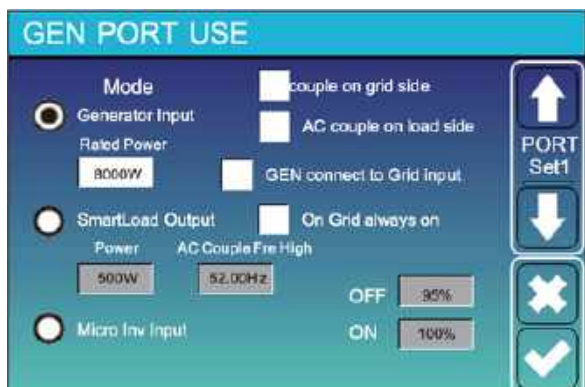 GEN PORT USE
Mode
couple on grid side
Generator Input
AC couple on load side
Rated Power
PORT
Set1
8000W
GEN connect to Grid input
SmartLoad Output
On Grid always on
Power
AC Couple Fre High
500W
52.00Hz
OFF
95%
Micro Inv Input
ON
100%